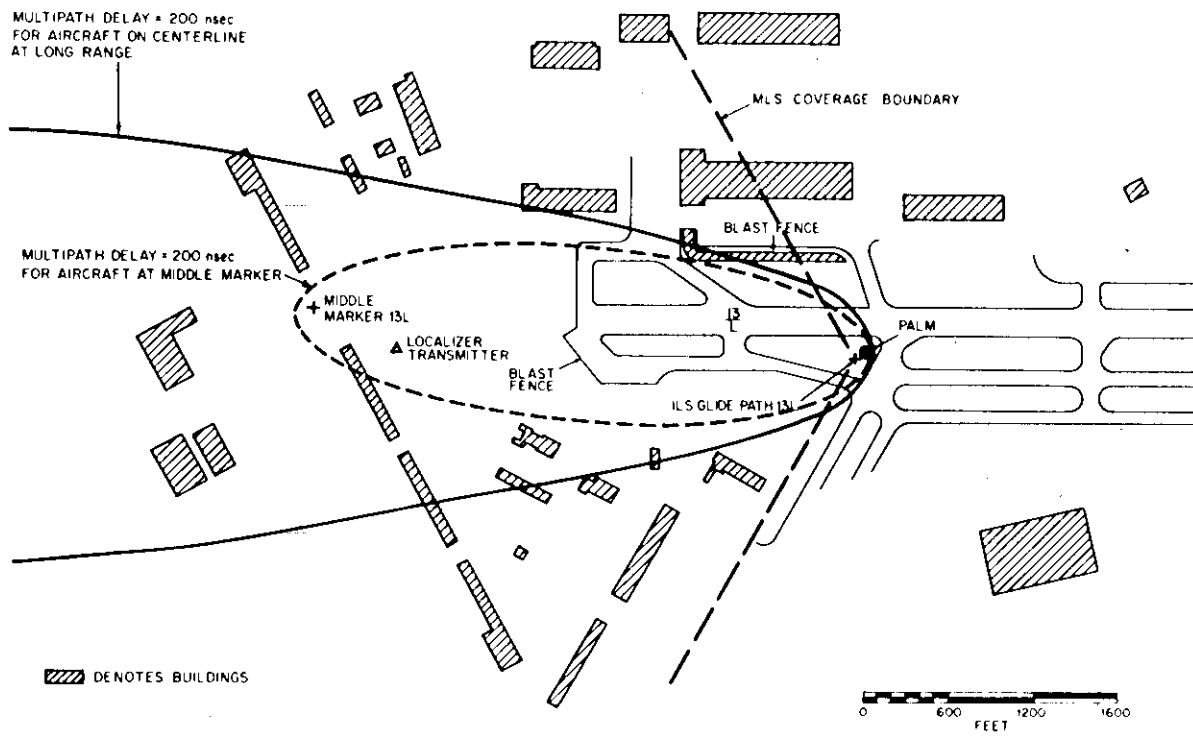 MULTIPATH DELAY = 200 nsec
FOR AIRCRAFT ON CENTERLINE
AT LONG RANGE
MLS COVERAGE BOUNDARY
BLAST FENCE
MULTIPATH DELAY = 200 nsec
FOR AIRCRAFT AT MIDDLE MARKER
MIDDLE
MARKER 13L
LOCALIZER
TRANSMITTER
13
L
PALM
BLAST
FENCE
ILS GLIDE PATH 13L
DENOTES BUILDINGS
0 600 1200 1600
FEET